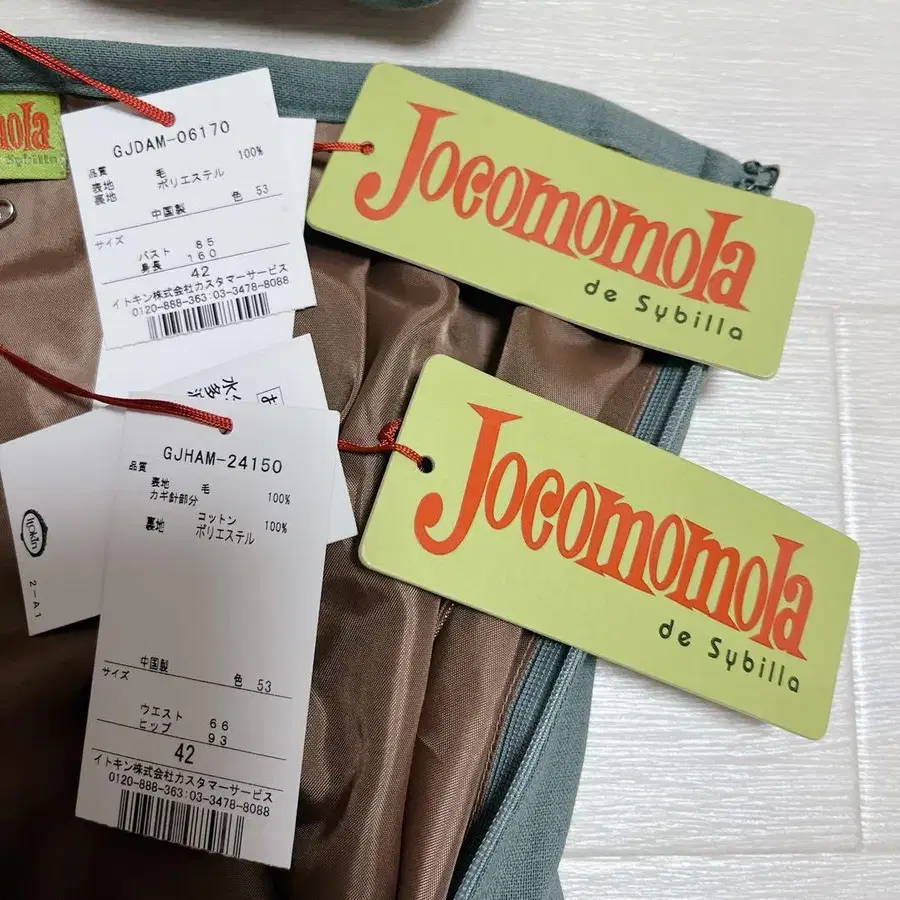 mola
Sybilla
GJDAM-06170
品質
表地 毛 100%
裏地 ポリエステル
中国製 色 53
サイズ
バスト 85
身長 160
42
イトキン株式会社カスタマーサービス
0120-888-363:03-3478-8088
Jocomomola
de Sybilla
水
GJHAM-24150
品質
表地 毛 100%
カギ針部分
コットン 100%
裏地 ポリエステル
中国製 色 53
サイズ
ウエスト 66
ヒップ 93
42
イトキン株式会社カスタマーサービス
0120-888-363:03-3478-8088
Itokin
2-A1
Jocomomola
de Sybilla